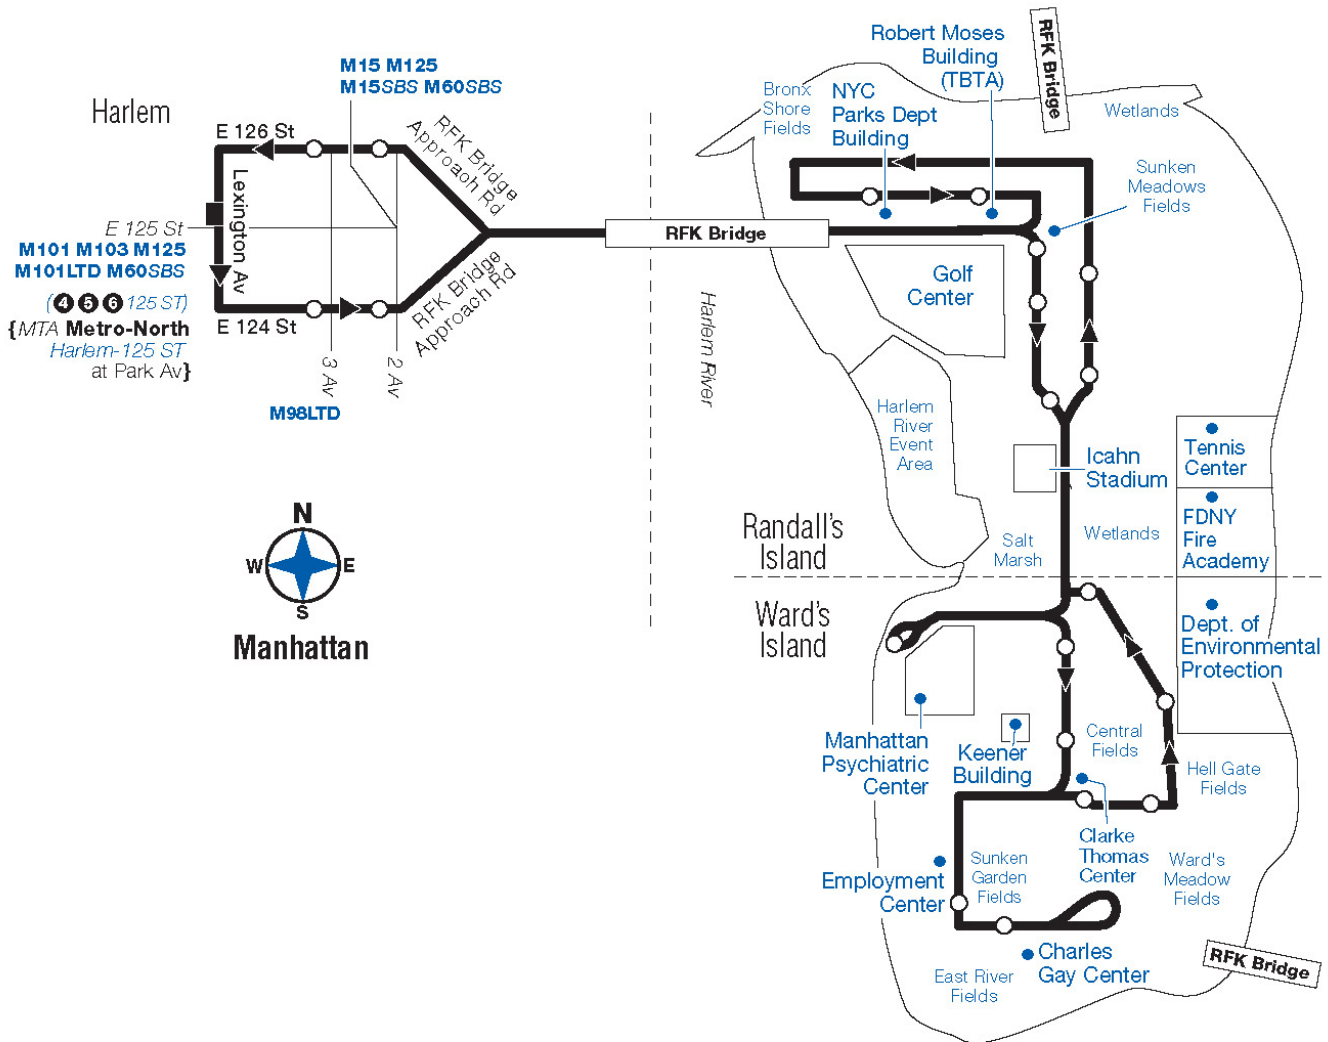 Harlem
M15 M125
M15SBS M60SBS
E 126 St
RFK Bridge
Approach Rd
Lexington Av
E 125 St
M101 M103 M125
M101LTD M60SBS
(4 5 6 125 ST)
{MTA Metro-North
Harlem-125 ST
at Park Av}
E 124 St
RFK Bridge
Approach Rd
3 Av
2 Av
M98LTD
N
W E
S
Manhattan
RFK Bridge
Harlem River
Robert Moses
Building
(TBTA)
RFK Bridge
Bronx
Shore
Fields
NYC
Parks Dept
Building
Wetlands
Sunken
Meadows
Fields
Golf
Center
Harlem
River
Event
Area
Icahn
Stadium
Tennis
Center
Randall's
Island
Salt
Marsh
Wetlands
FDNY
Fire
Academy
Ward's
Island
Dept. of
Environmental
Protection
Manhattan
Psychiatric
Center
Keener
Building
Central
Fields
Hell Gate
Fields
Clarke
Thomas
Center
Employment
Center
Sunken
Garden
Fields
Ward's
Meadow
Fields
Charles
Gay Center
East River
Fields
RFK Bridge